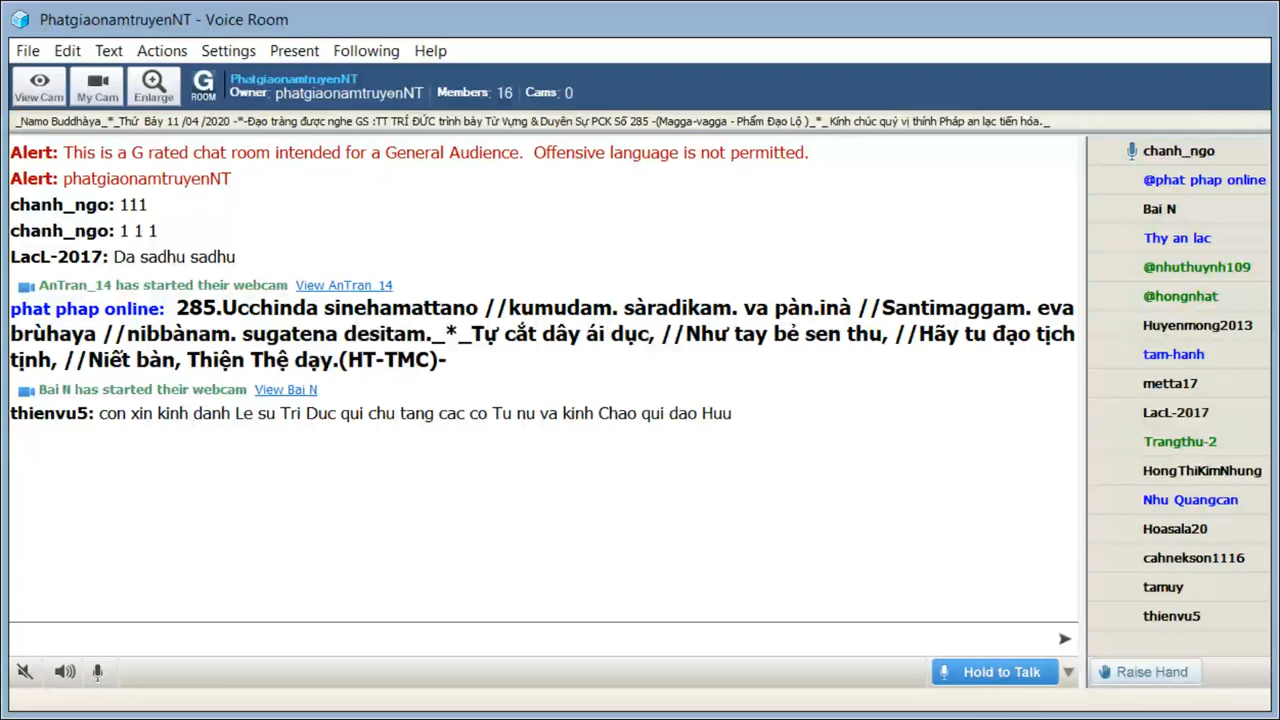 PhatgiaonamtruyenNT - Voice Room
File Edit Text Actions Settings Present Following Help
View Cam My Cam Enlarge G ROOM
PhatgiaonamtruyenNT
Owner: phatgiaonamtruyenNT Members: 16 Cams: 0
_Namo Buddhàya_*_Thứ Bảy 11 /04 /2020 -*-Đạo tràng được nghe GS :TT TRÍ ĐỨC trình bày Từ Vựng & Duyên Sự PCK Số 285 -(Magga-vagga - Phẩm Đạo Lộ )_*_ Kính chúc quý vị thính Pháp an lạc tiến hóa._
Alert: This is a G rated chat room intended for a General Audience. Offensive language is not permitted.
Alert: phatgiaonamtruyenNT
chanh_ngo: 111
chanh_ngo: 1 1 1
LacL-2017: Da sadhu sadhu
AnTran_14 has started their webcam View AnTran_14
phat phap online: 285.Ucchinda sinehamattano //kumudam. sàradikam. va pàn.inà //Santimaggam. eva
brùhaya //nibbànam. sugatena desitam._*_Tự cắt dây ái dục, //Như tay bẻ sen thu, //Hãy tu đạo tịch
tịnh, //Niết bàn, Thiện Thệ dạy.(HT-TMC)-
Bai N has started their webcam View Bai N
thienvu5: con xin kinh danh Le su Tri Duc qui chu tang cac co Tu nu va kinh Chao qui dao Huu
chanh_ngo
@phat phap online
Bai N
Thy an lac
@nhuthuynh109
@hongnhat
Huyenmong2013
tam-hanh
metta17
LacL-2017
Trangthu-2
HongThiKimNhung
Nhu Quangcan
Hoasala20
cahnekson1116
tamuy
thienvu5
Hold to Talk Raise Hand